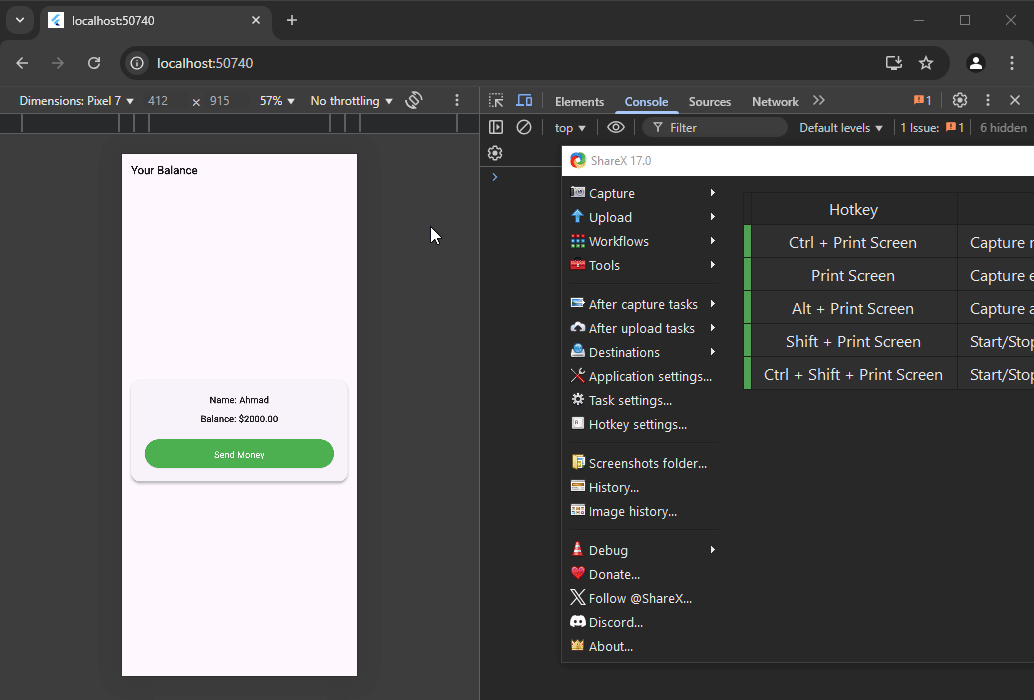 localhost:50740
localhost:50740
Dimensions: Pixel 7
412
×
915
57%
No throttling
Elements
Console
Sources
Network
1
top
Filter
Default levels
1 Issue:
1
6 hidden
Your Balance
Name: Ahmad
Balance: $2000.00
Send Money
ShareX 17.0
Capture
Upload
Workflows
Tools
After capture tasks
After upload tasks
Destinations
Application settings...
Task settings...
Hotkey settings...
Screenshots folder...
History...
Image history...
Debug
Donate...
Follow @ShareX...
Discord...
About...
Hotkey
Ctrl + Print Screen
Capture r
Print Screen
Capture e
Alt + Print Screen
Capture a
Shift + Print Screen
Start/Stop
Ctrl + Shift + Print Screen
Start/Stop